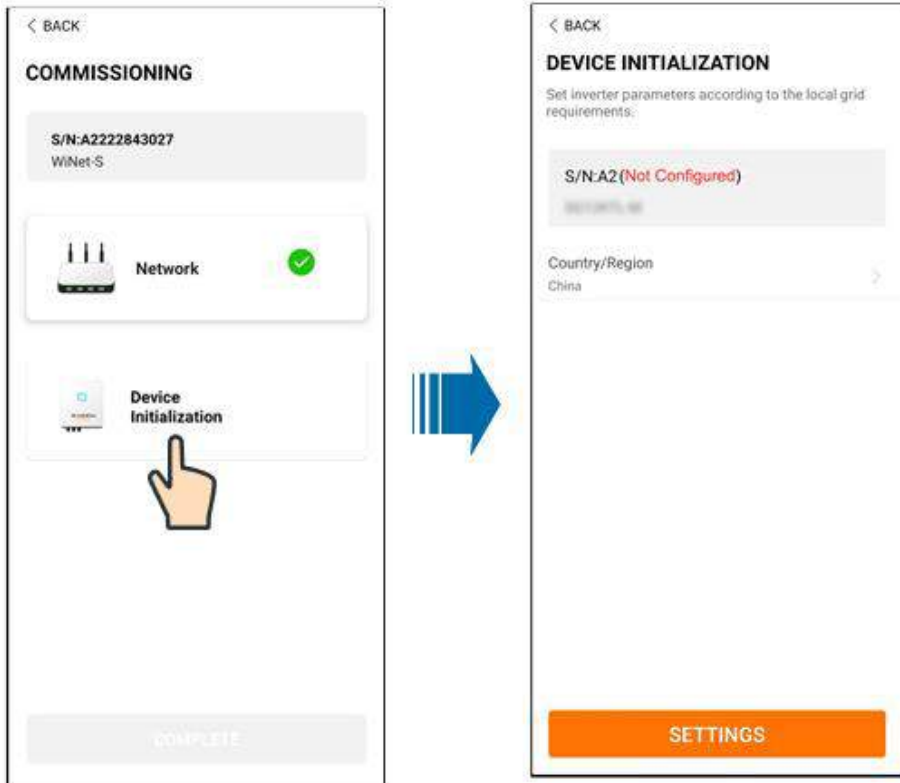 < BACK
COMMISSIONING
S/N:A2222843027
WiNet-S
Network
Device
Initialization
COMPLETE
< BACK
DEVICE INITIALIZATION
Set inverter parameters according to the local grid
requirements.
S/N:A2(Not Configured)
Country/Region
China
SETTINGS